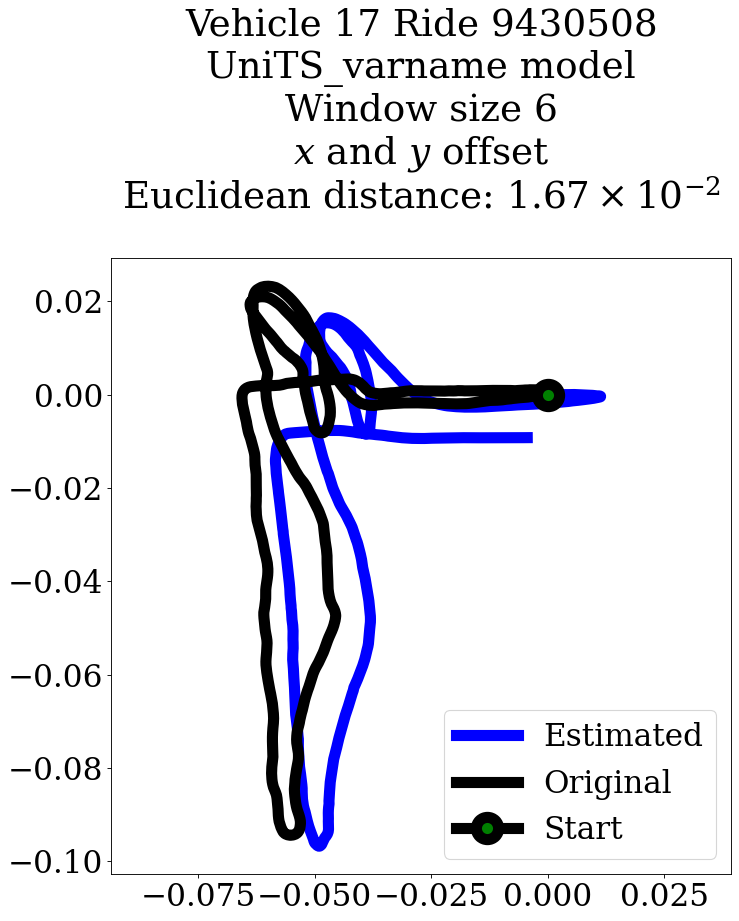 Vehicle 17 Ride 9430508
UniTS_varname model
Window size 6
x and y offset
Euclidean distance: 1.67 × 10⁻²
0.02
0.00
−0.02
−0.04
−0.06
−0.08
−0.10
Estimated
Original
Start
−0.075 −0.050 −0.025 0.000 0.025